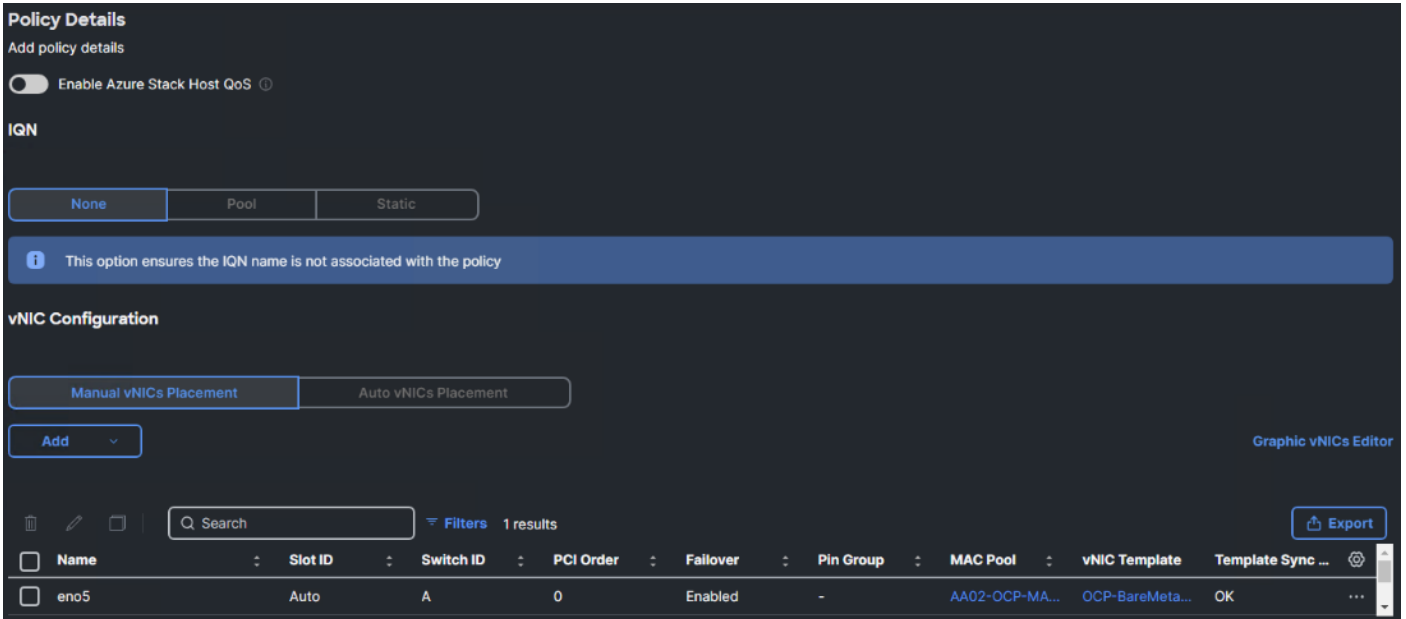 Policy Details
Add policy details
Enable Azure Stack Host QoS
IQN
None Pool Static
This option ensures the IQN name is not associated with the policy
vNIC Configuration
Manual vNICs Placement Auto vNICs Placement
Add
Graphic vNICs Editor
Search Filters 1 results Export
Name Slot ID Switch ID PCI Order Failover Pin Group MAC Pool vNIC Template Template Sync ...
eno5 Auto A 0 Enabled - AA02-OCP-MA... OCP-BareMeta... OK